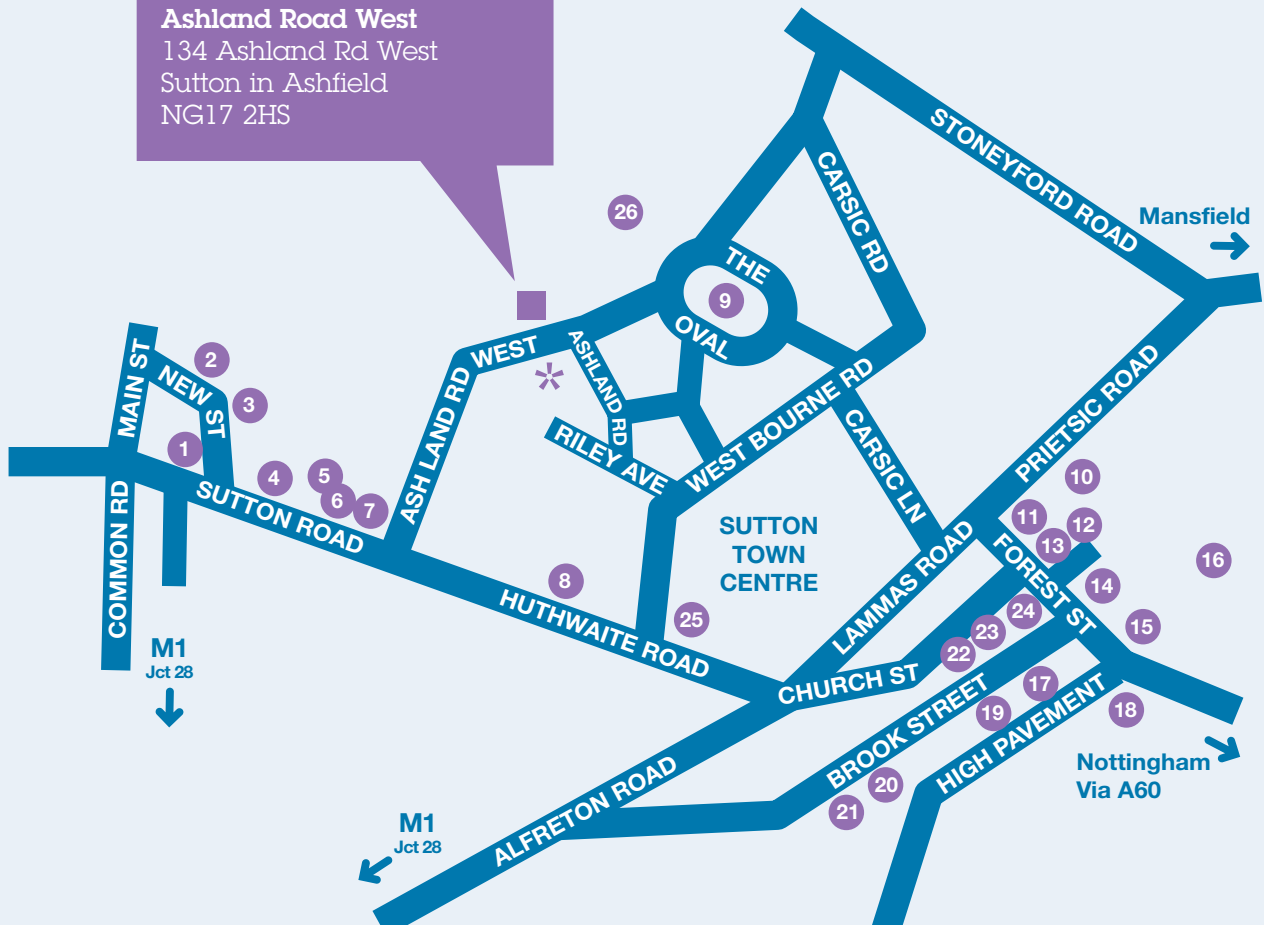 Ashland Road West
134 Ashland Rd West
Sutton in Ashfield
NG17 2HS
STONEYFORD ROAD
CARSIC RD
Mansfield
→
26
THE
9
OVAL
WEST
ASHLAND RD
*
ASH LAND RD
MAIN ST
NEW ST
2
3
1
4
5
6
7
SUTTON ROAD
COMMON RD
RILEY AVE
WEST BOURNE RD
CARSIC LN
PRIETSIC ROAD
10
11
12
13
16
SUTTON
TOWN
CENTRE
LAMMAS ROAD
FOREST ST
14
15
8
HUTHWAITE ROAD
25
24
23
22
CHURCH ST
M1
Jct 28
↓
BROOK STREET
17
19
18
HIGH PAVEMENT
20
21
Nottingham
Via A60
ALFRETON ROAD
M1
Jct 28